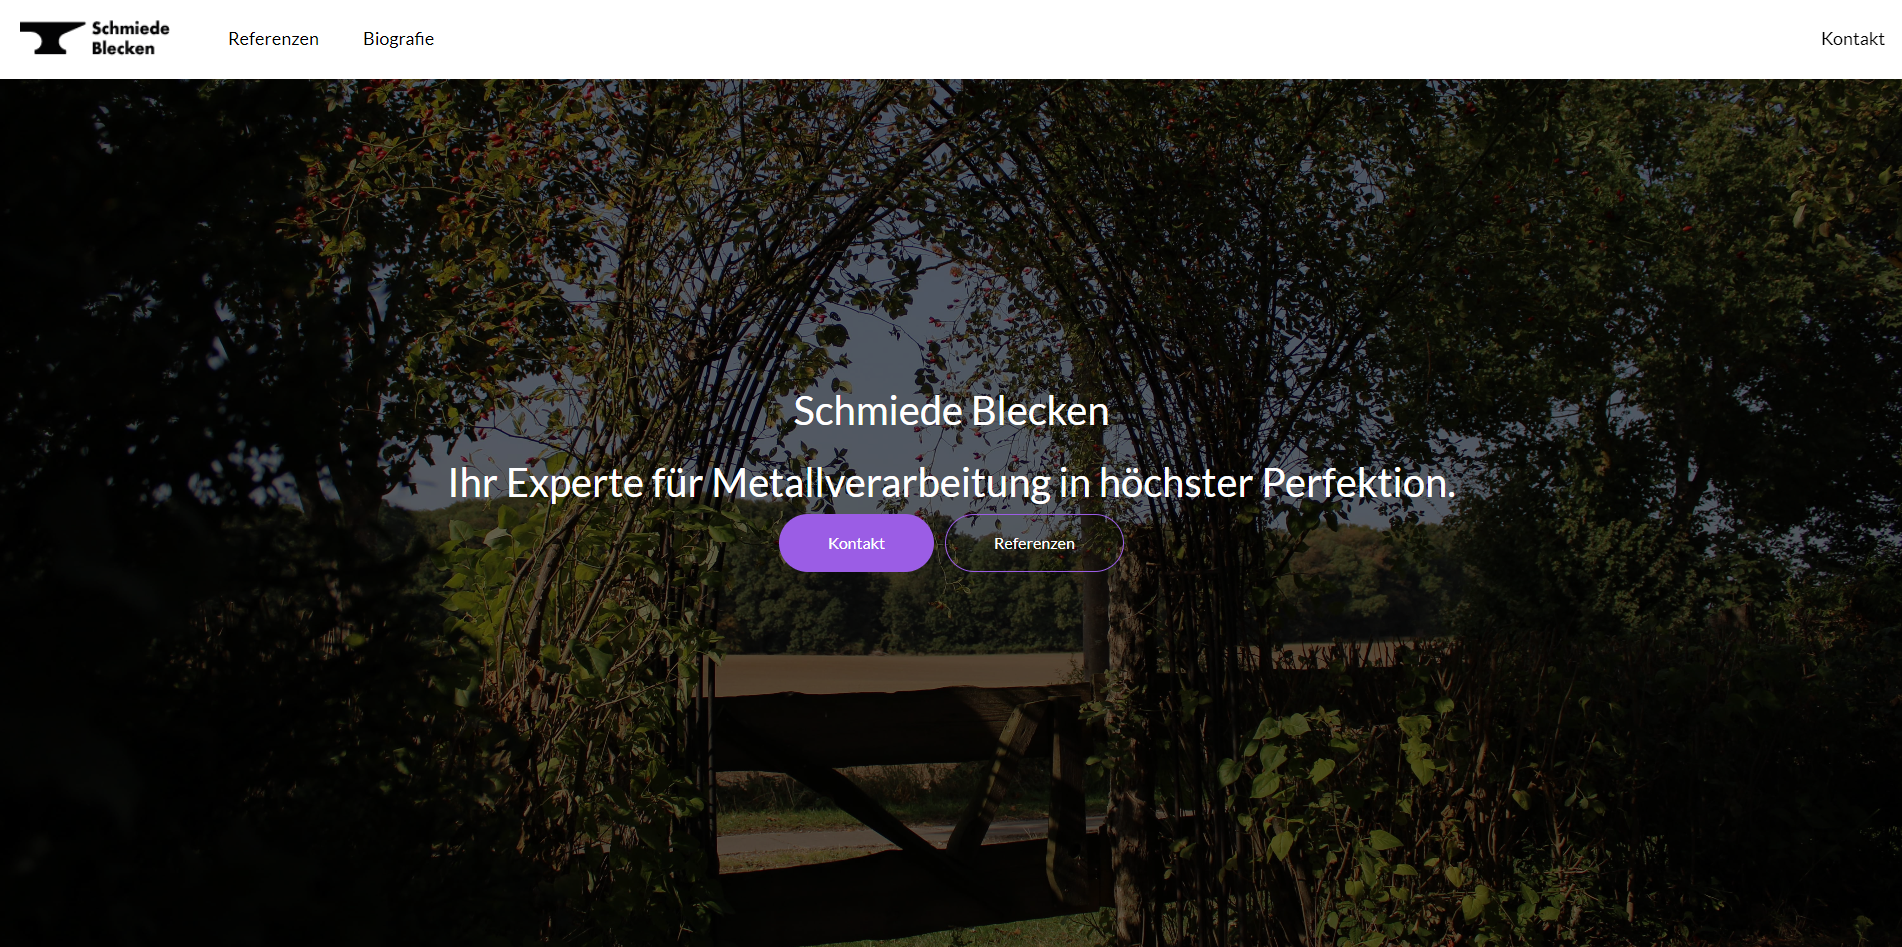 Schmiede
Blecken
Referenzen
Biografie
Kontakt
Schmiede Blecken
Ihr Experte für Metallverarbeitung in höchster Perfektion.
Kontakt
Referenzen